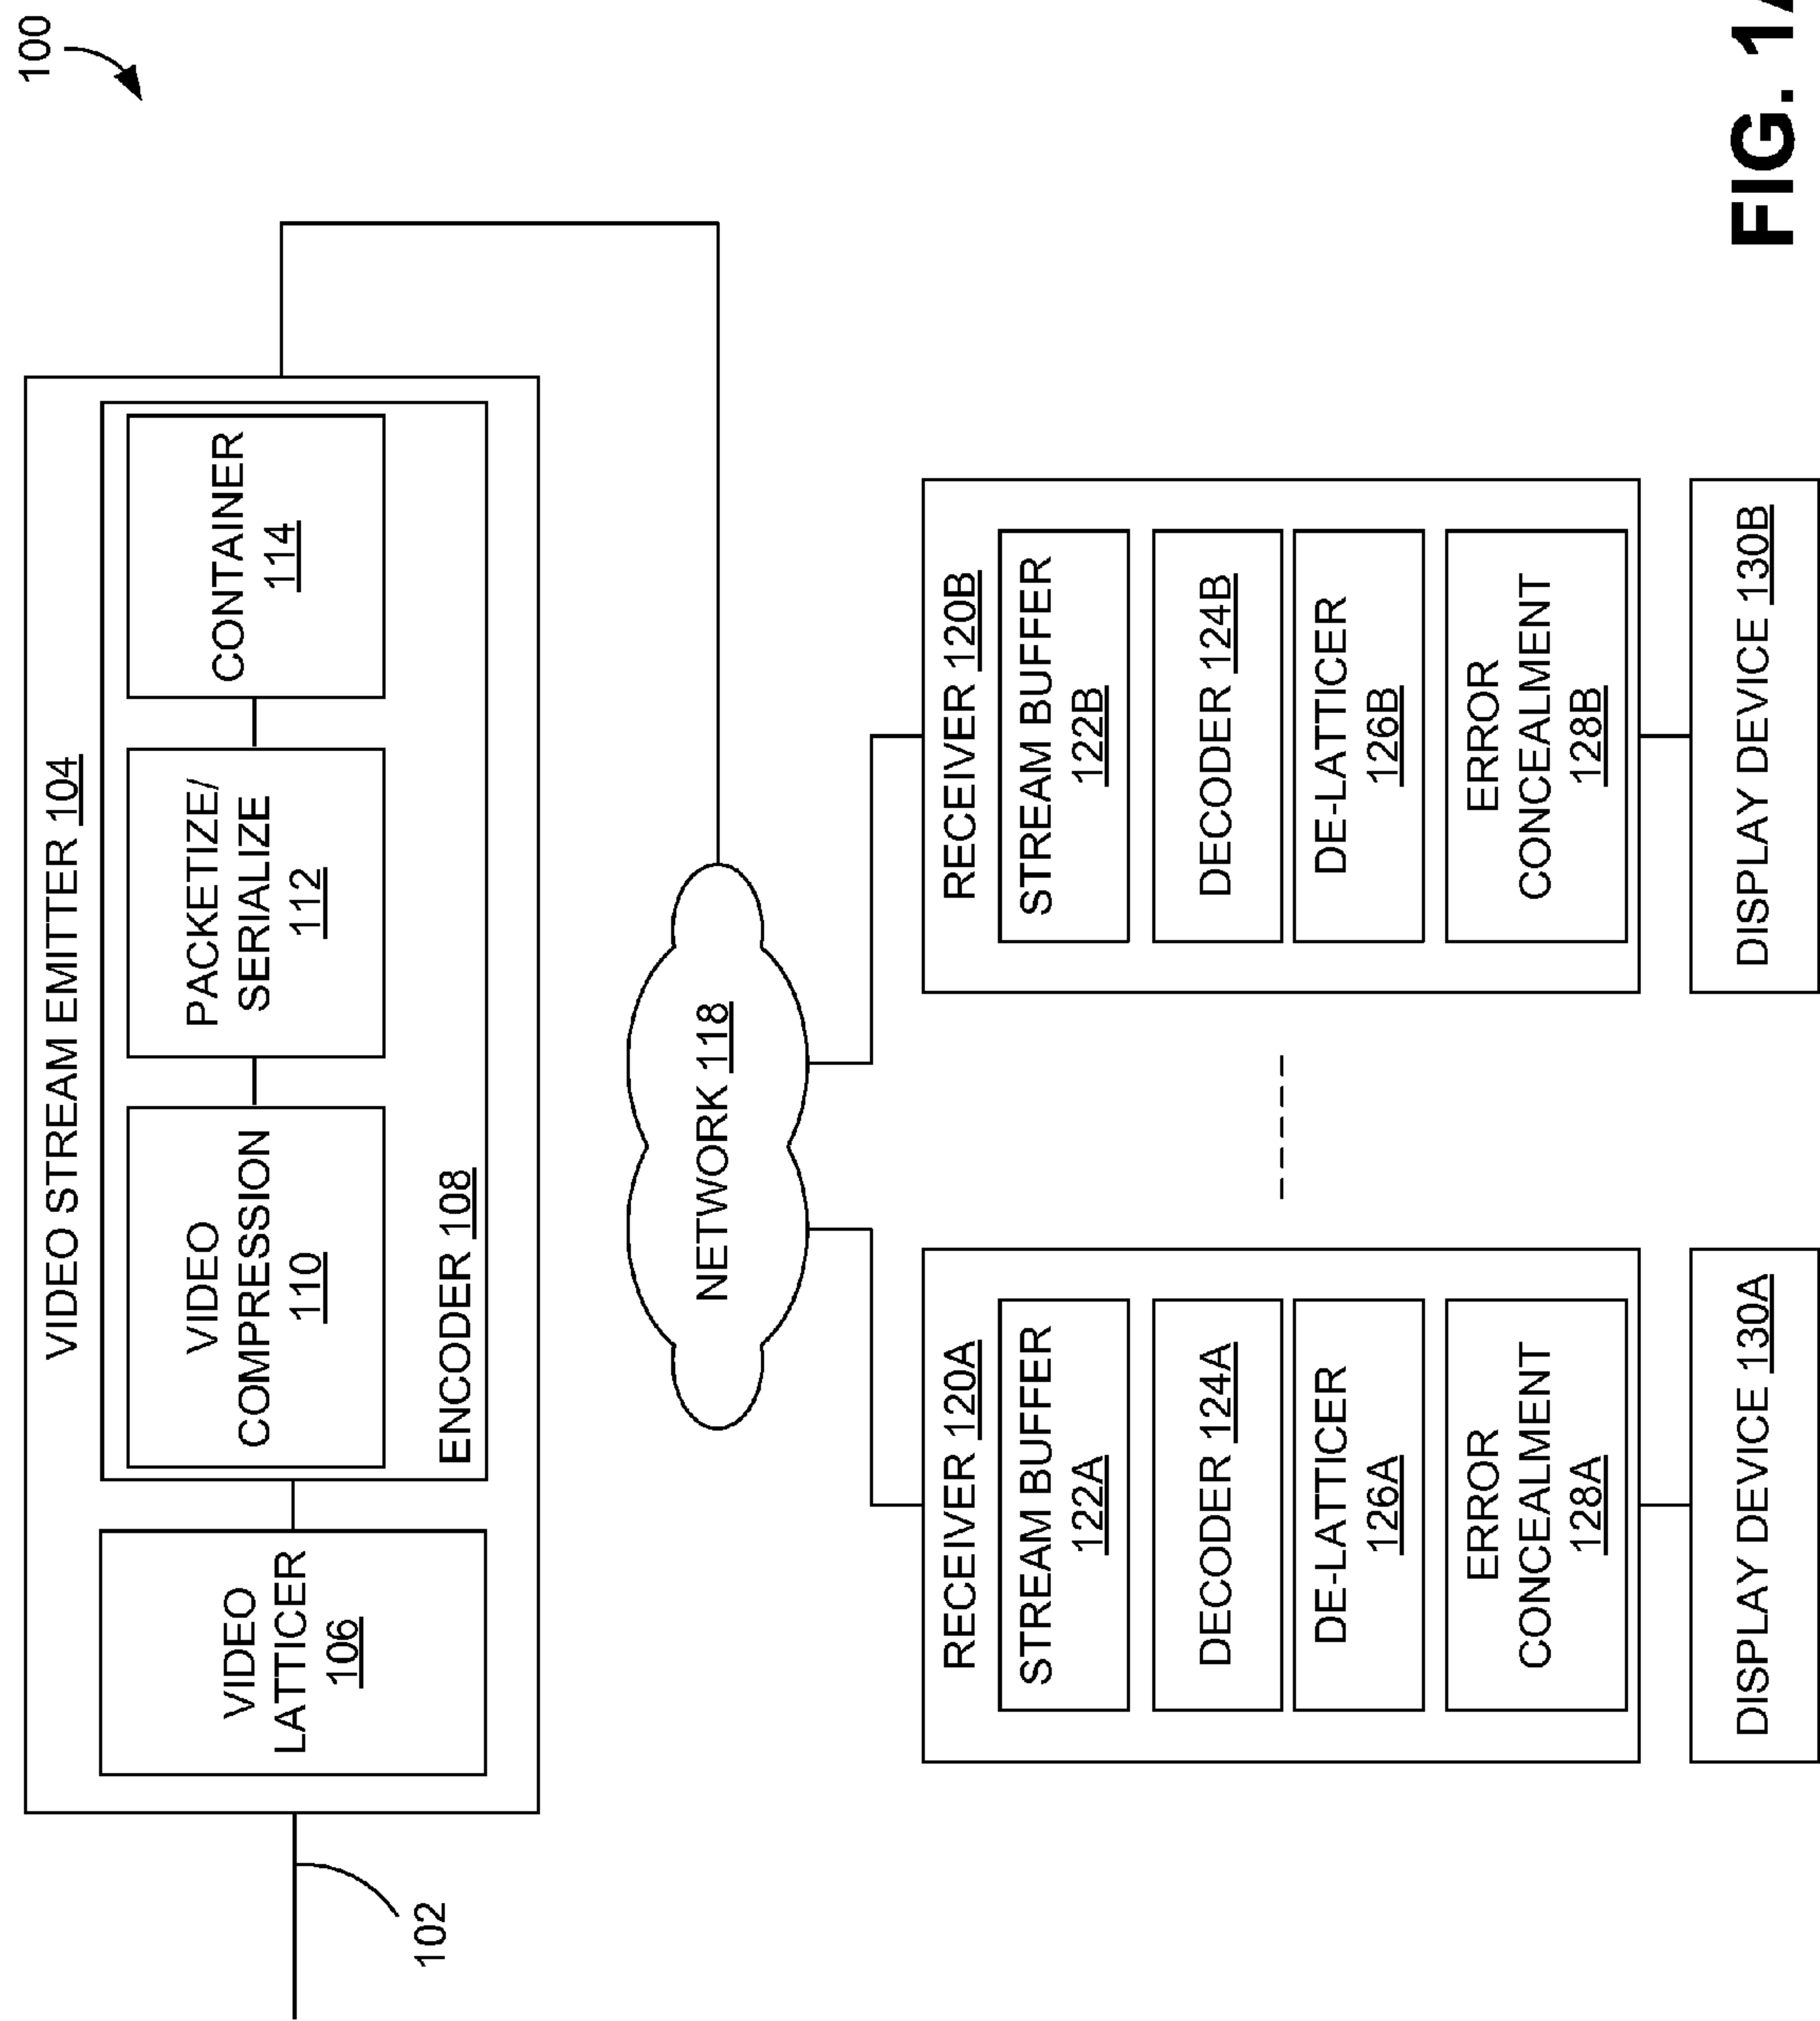 100
VIDEO STREAM EMITTER 104
VIDEO
LATTICER
106
VIDEO
COMPRESSION
110
PACKETIZE/
SERIALIZE
112
CONTAINER
114
ENCODER 108
102
NETWORK 118
RECEIVER 120A
STREAM BUFFER
122A
DECODER 124A
DE-LATTICER
126A
ERROR
CONCEALMENT
128A
DISPLAY DEVICE 130A
RECEIVER 120B
STREAM BUFFER
122B
DECODER 124B
DE-LATTICER
126B
ERROR
CONCEALMENT
128B
DISPLAY DEVICE 130B
FIG. 1A